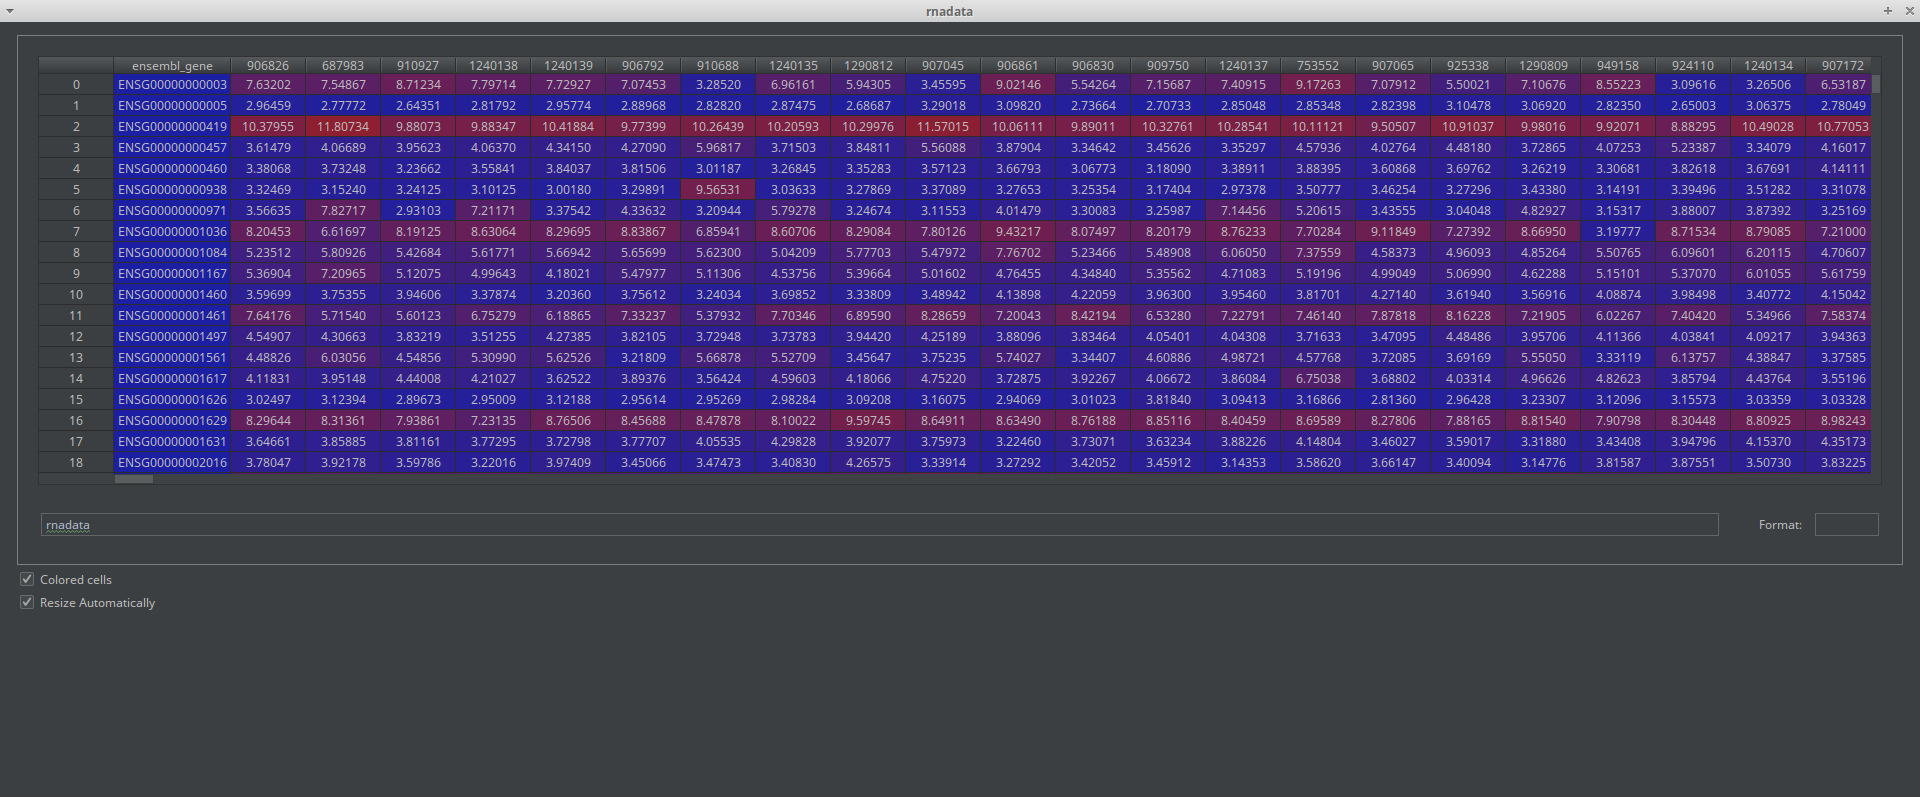 rnadata
ensembl_gene 906826 687983 910927 1240138 1240139 906792 910688 1240135 1290812 907045 906861 906830 909750 1240137 753552 907065 925338 1290809 949158 924110 1240134 907172
0 ENSG00000000003 7.63202 7.54867 8.71234 7.79714 7.72927 7.07453 3.28520 6.96161 5.94305 3.45595 9.02146 5.54264 7.15687 7.40915 9.17263 7.07912 5.50021 7.10676 8.55223 3.09616 3.26506 6.53187
1 ENSG00000000005 2.96459 2.77772 2.64351 2.81792 2.95774 2.88968 2.82820 2.87475 2.68687 3.29018 3.09820 2.73664 2.70733 2.85048 2.85348 2.82398 3.10478 3.06920 2.82350 2.65003 3.06375 2.78049
2 ENSG00000000419 10.37955 11.80734 9.88073 9.88347 10.41884 9.77399 10.26439 10.20593 10.29976 11.57015 10.06111 9.89011 10.32761 10.28541 10.11121 9.50507 10.91037 9.98016 9.92071 8.88295 10.49028 10.77053
3 ENSG00000000457 3.61479 4.06689 3.95623 4.06370 4.34150 4.27090 5.96817 3.71503 3.84811 5.56088 3.87904 3.34642 3.45626 3.35297 4.57936 4.02764 4.48180 3.72865 4.07253 5.23387 3.34079 4.16017
4 ENSG00000000460 3.38068 3.73248 3.23662 3.55841 3.84037 3.81506 3.01187 3.26845 3.35283 3.57123 3.66793 3.06773 3.18090 3.38911 3.88395 3.60868 3.69762 3.26219 3.30681 3.82618 3.67691 4.14111
5 ENSG00000000938 3.32469 3.15240 3.24125 3.10125 3.00180 3.29891 9.56531 3.03633 3.27869 3.37089 3.27653 3.25354 3.17404 2.97378 3.50777 3.46254 3.27296 3.43380 3.14191 3.39496 3.51282 3.31078
6 ENSG00000000971 3.56635 7.82717 2.93103 7.21171 3.37542 4.33632 3.20944 5.79278 3.24674 3.11553 4.01479 3.30083 3.25987 7.14456 5.20615 3.43555 3.04048 4.82927 3.15317 3.88007 3.87392 3.25169
7 ENSG00000001036 8.20453 6.61697 8.19125 8.63064 8.29695 8.83867 6.85941 8.60706 8.29084 7.80126 9.43217 8.07497 8.20179 8.76233 7.70284 9.11849 7.27392 8.66950 3.19777 8.71534 8.79085 7.21000
8 ENSG00000001084 5.23512 5.80926 5.42684 5.61771 5.66942 5.65699 5.62300 5.04209 5.77703 5.47972 7.76702 5.23466 5.48908 6.06050 7.37559 4.58373 4.96093 4.85264 5.50765 6.09601 6.20115 4.70607
9 ENSG00000001167 5.36904 7.20965 5.12075 4.99643 4.18021 5.47977 5.11306 4.53756 5.39664 5.01602 4.76455 4.34840 5.35562 4.71083 5.19196 4.99049 5.06990 4.62288 5.15101 5.37070 6.01055 5.61759
10 ENSG00000001460 3.59699 3.75355 3.94606 3.37874 3.20360 3.75612 3.24034 3.69852 3.33809 3.48942 4.13898 4.22059 3.96300 3.95460 3.81701 4.27140 3.61940 3.56916 4.08874 3.98498 3.40772 4.15042
11 ENSG00000001461 7.64176 5.71540 5.60123 6.75279 6.18865 7.33237 5.37932 7.70346 6.89590 8.28659 7.20043 8.42194 6.53280 7.22791 7.46140 7.87818 8.16228 7.21905 6.02267 7.40420 5.34966 7.58374
12 ENSG00000001497 4.54907 4.30663 3.83219 3.51255 4.27385 3.82105 3.72948 3.73783 3.94420 4.25189 3.88096 3.83464 4.05401 4.04308 3.71633 3.47095 4.48486 3.95706 4.11366 4.03841 4.09217 3.94363
13 ENSG00000001561 4.48826 6.03056 4.54856 5.30990 5.62526 3.21809 5.66878 5.52709 3.45647 3.75235 5.74027 3.34407 4.60886 4.98721 4.57768 3.72085 3.69169 5.55050 3.33119 6.13757 4.38847 3.37585
14 ENSG00000001617 4.11831 3.95148 4.44008 4.21027 3.62522 3.89376 3.56424 4.59603 4.18066 4.75220 3.72875 3.92267 4.06672 3.86084 6.75038 3.68802 4.03314 4.96626 4.82623 3.85794 4.43764 3.55196
15 ENSG00000001626 3.02497 3.12394 2.89673 2.95009 3.12188 2.95614 2.95269 2.98284 3.09208 3.16075 2.94069 3.01023 3.81840 3.09413 3.16866 2.81360 2.96428 3.23307 3.12096 3.15573 3.03359 3.03328
16 ENSG00000001629 8.29644 8.31361 7.93861 7.23135 8.76506 8.45688 8.47878 8.10022 9.59745 8.64911 8.63490 8.76188 8.85116 8.40459 8.69589 8.27806 7.88165 8.81540 7.90798 8.30448 8.80925 8.98243
17 ENSG00000001631 3.64661 3.85885 3.81161 3.77295 3.72798 3.77707 4.05535 4.29828 3.92077 3.75973 3.22460 3.73071 3.63234 3.88226 4.14804 3.46027 3.59017 3.31880 3.43408 3.94796 4.15370 4.35173
18 ENSG00000002016 3.78047 3.92178 3.59786 3.22016 3.97409 3.45066 3.47473 3.40830 4.26575 3.33914 3.27292 3.42052 3.45912 3.14353 3.58620 3.66147 3.40094 3.14776 3.81587 3.87551 3.50730 3.83225
rnadata Format:
Colored cells
Resize Automatically